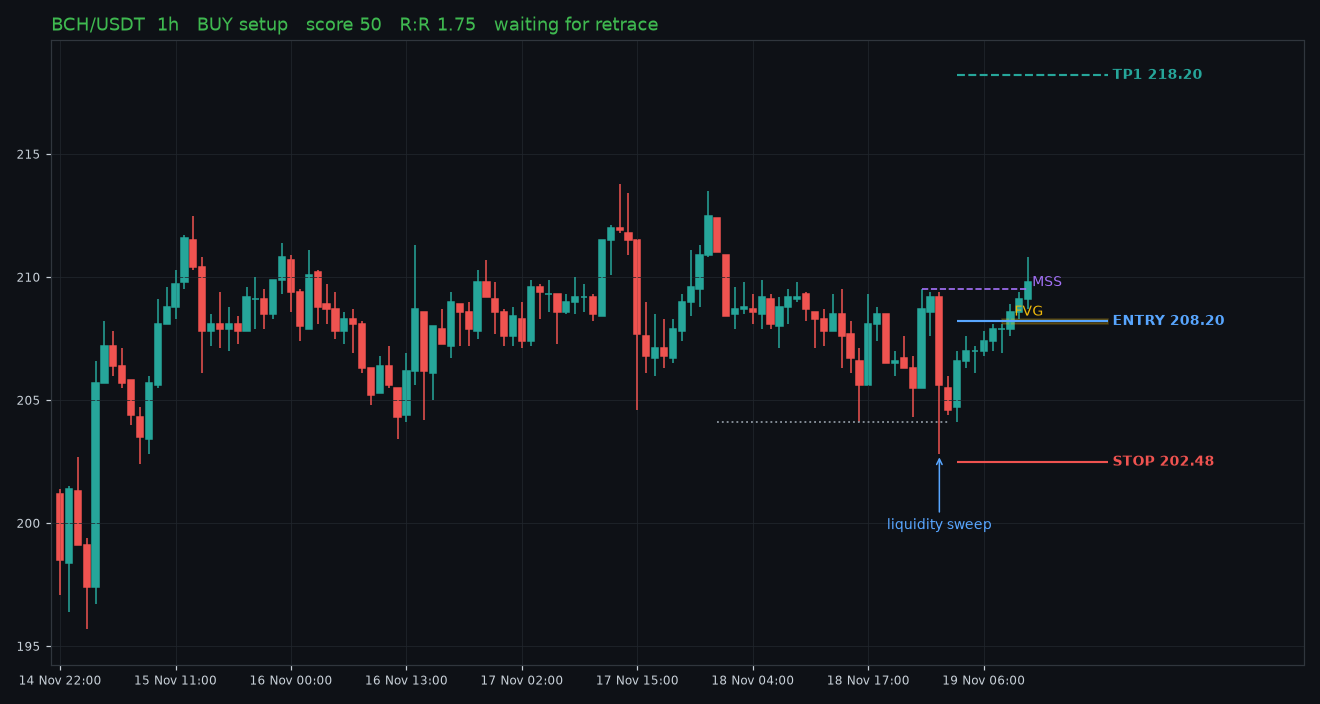 BCH/USDT 1h BUY setup score 50 R:R 1.75 waiting for retrace
TP1 218.20
215
210
MSS
FVG
ENTRY 208.20
205
STOP 202.48
200
liquidity sweep
195
14 Nov 22:00 15 Nov 11:00 16 Nov 00:00 16 Nov 13:00 17 Nov 02:00 17 Nov 15:00 18 Nov 04:00 18 Nov 17:00 19 Nov 06:00